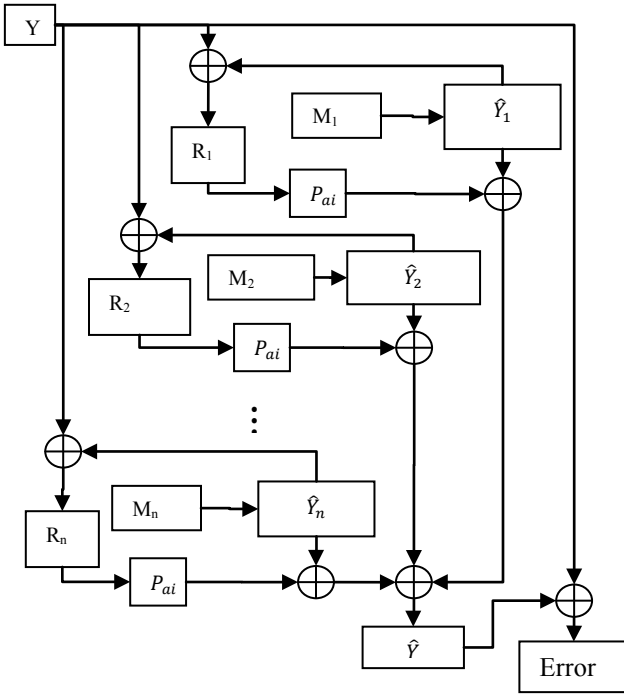 Y
M₁
Ŷ₁
R₁
Pₐᵢ
M₂
Ŷ₂
R₂
Pₐᵢ
⋮
Mₙ
Ŷₙ
Rₙ
Pₐᵢ
Ŷ
Error